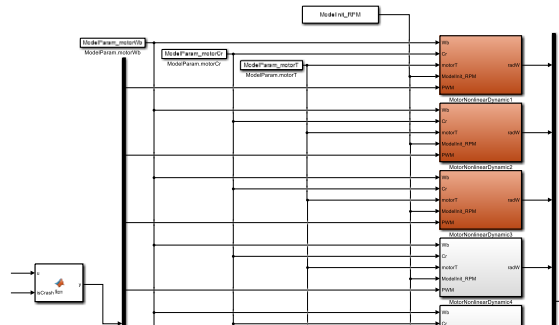 ModelInit_RPM
ModelParam_motorWb
ModelParam.motorWb
ModelParam_motorCr
ModelParam.motorCr
ModelParam_motorT
ModelParam.motorT
Wb
Cr
motorT
ModelInit_RPM
PWM
radW
MotorNonlinearDynamic1
Wb
Cr
motorT
ModelInit_RPM
PWM
radW
MotorNonlinearDynamic2
Wb
Cr
motorT
ModelInit_RPM
PWM
radW
MotorNonlinearDynamic3
Wb
Cr
motorT
ModelInit_RPM
PWM
radW
MotorNonlinearDynamic4
Wb
Cr
u
isCrash
y